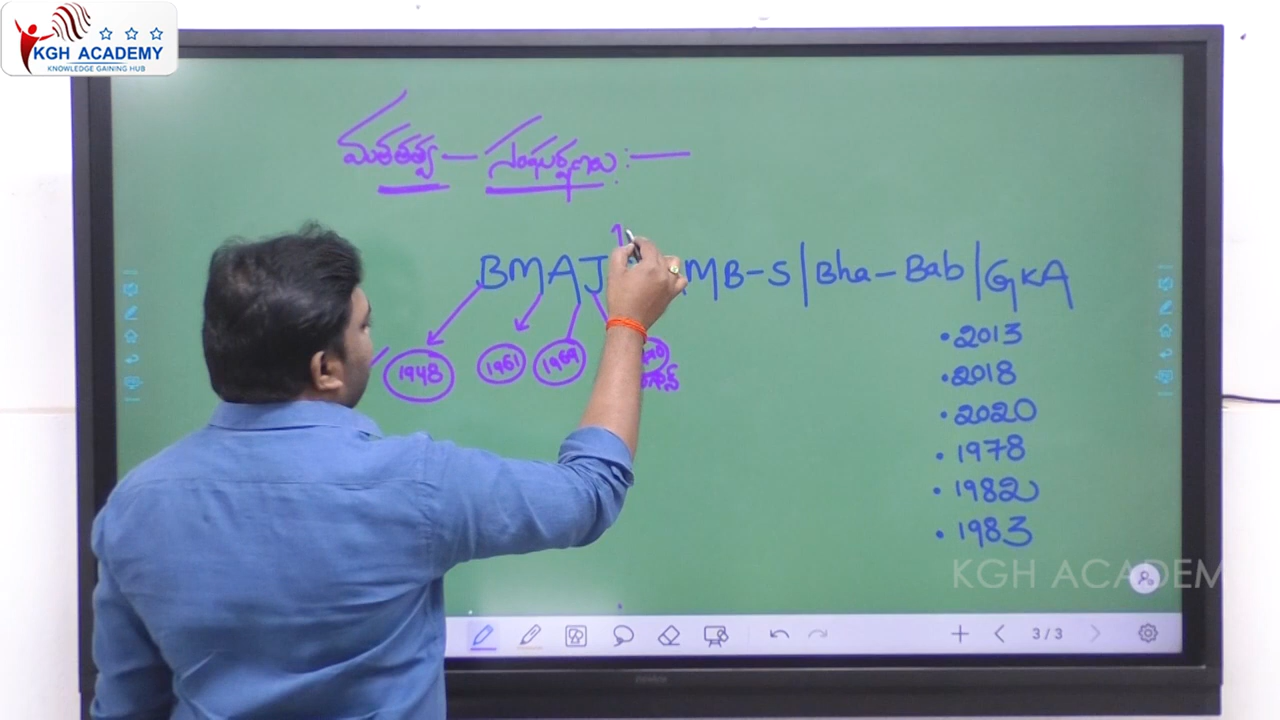 KGH ACADEMY
KNOWLEDGE GAINING HUB
మతతత్వ — సంఘర్షణలు :—
BMAJ MB-S/Bha-Bab/GKA
1948 1961 1969
• 2013
• 2018
• 2020
• 1978
• 1982
• 1983
KGH ACADEM
3/3